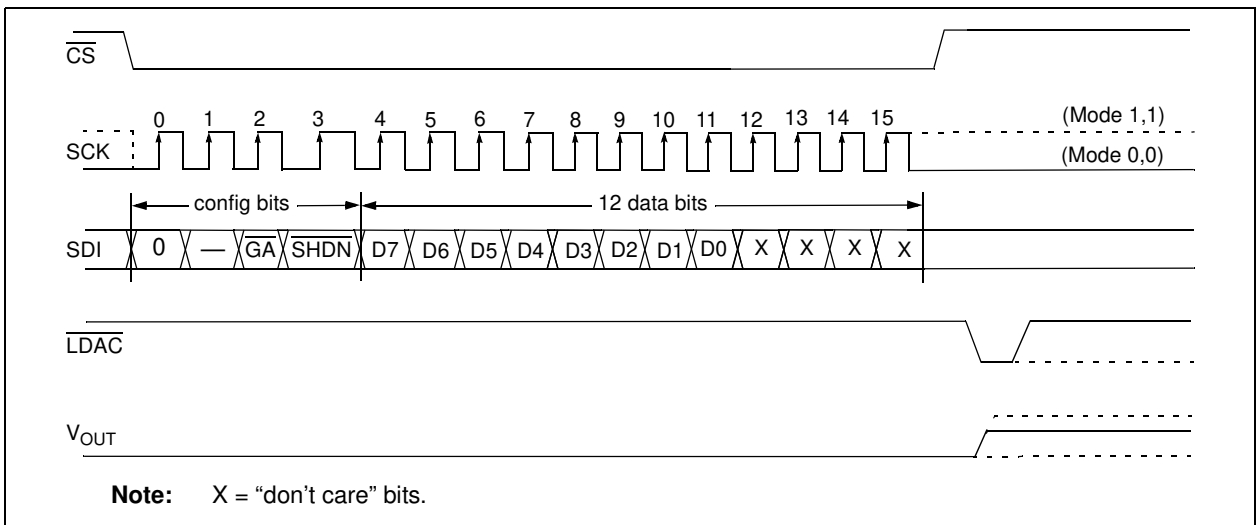 CS
0 1 2 3 4 5 6 7 8 9 10 11 12 13 14 15 (Mode 1,1)
SCK (Mode 0,0)
config bits 12 data bits
SDI 0 — GA SHDN D7 D6 D5 D4 D3 D2 D1 D0 X X X X
LDAC
VOUT
Note: X = “don’t care” bits.